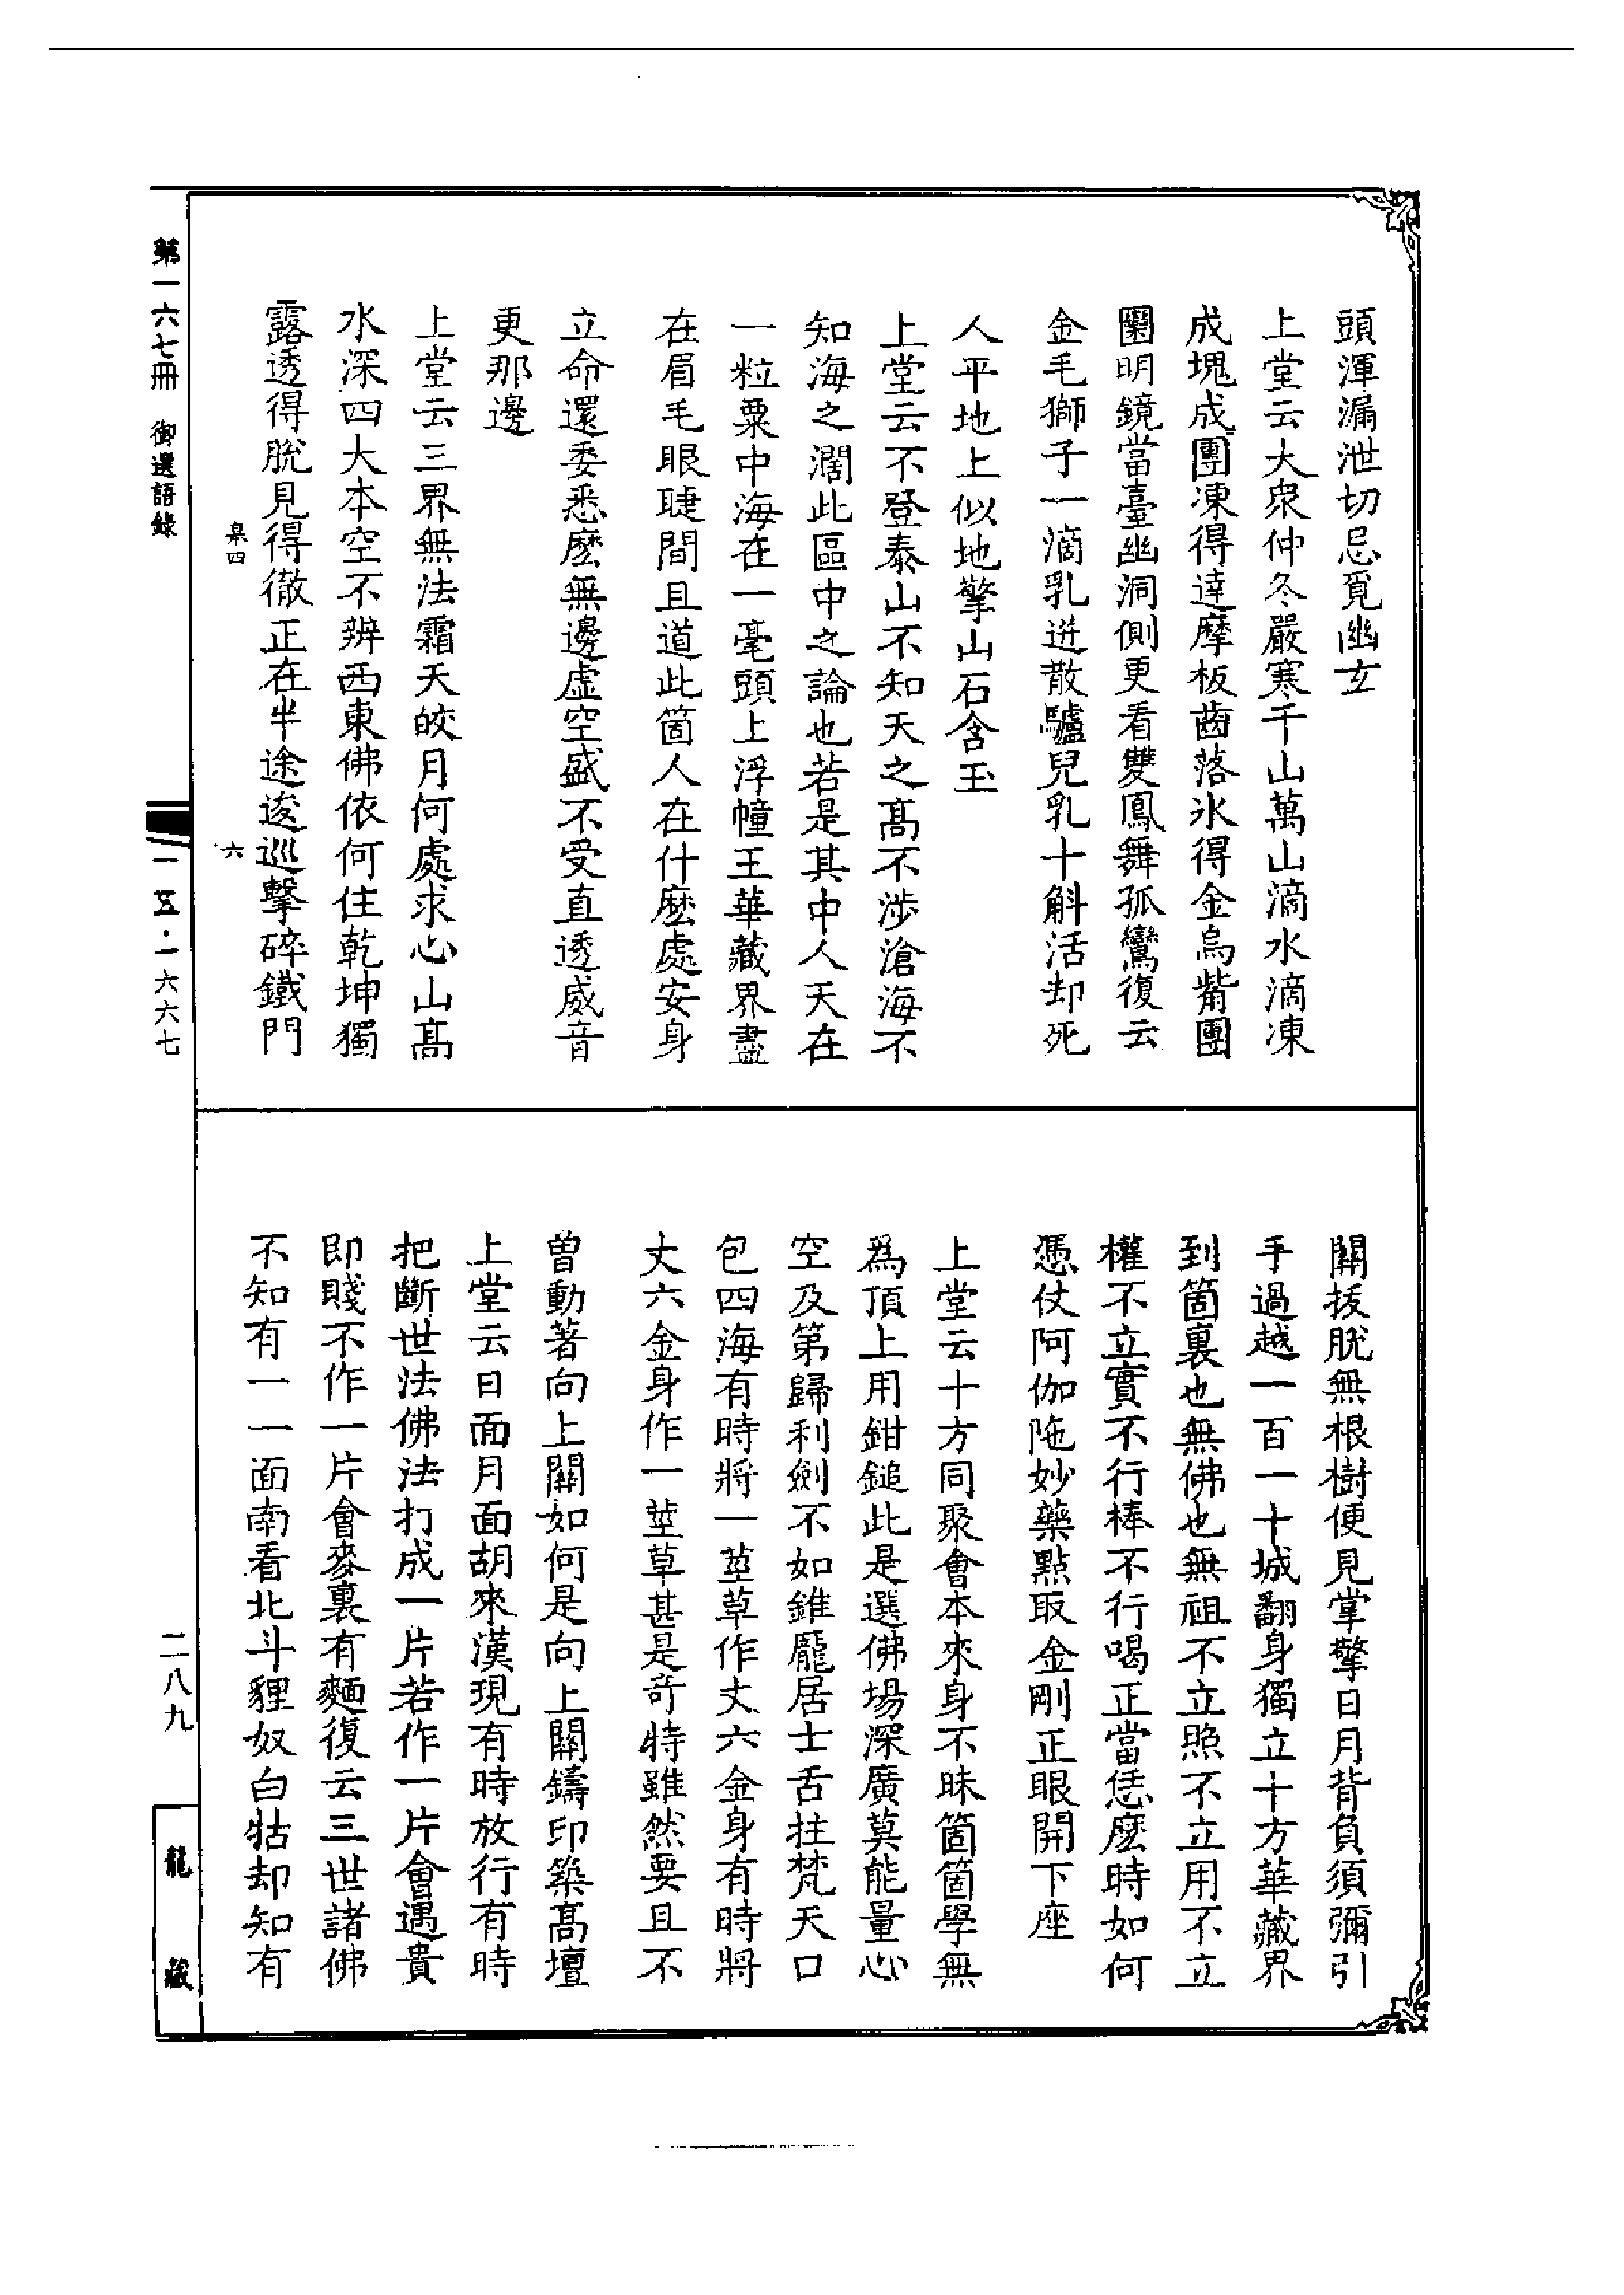 頭渾漏泄切忌覓幽玄
上堂云大衆仲冬嚴寒千山萬山滴水滴凍
成塊成團凍得達摩板齒落氷得金烏觜團
圞明鏡當臺幽洞側更看雙鳳舞孤鸞復云
金毛獅子一滴乳迸散驢兒乳十斛活却死
人平地上似地擎山石含玉
上堂云不登泰山不知天之髙不涉滄海不
知海之濶此區中之論也若是其中人天在
一粒粟中海在一毫頭上浮幢王華藏界盡
在眉毛眼睫間且道此箇人在什麽處安身
立命還委悉麽無邊虛空盛不受直透威音
更那邊
上堂云三界無法霜天皎月何處求心山髙
水深四大本空不辨西東佛依何住乾坤獨
露透得脫見得徹正在半途逡巡擊碎鐵門
關拔脫無根樹便見掌擎日月背負須彌引
手過越一百一十城翻身獨立十方華藏界
到箇裏也無佛也無祖不立照不立用不立
權不立實不行棒不行喝正當恁麽時如何
憑仗阿伽陁妙藥點取金剛正眼開下座
上堂云十方同聚會本來身不昧箇箇學無
爲頂上用鉗鎚此是選佛場深廣莫能量心
空及第歸利劍不如錐龐居士舌拄梵天口
包四海有時將一莖草作丈六金身有時將
丈六金身作一莖草甚是竒特雖然要且不
曽動著向上關如何是向上關鑄印築髙壇
上堂云日面月面胡來漢現有時放行有時
把斷世法佛法打成一片若作一片會遇貴
即賤不作一片會麥裏有麵復云三世諸佛
不知有一一面南看北斗貍奴白牯却知有
第一六七冊　御選語錄
臯四
六
一五·一六六七
二八九
龍藏